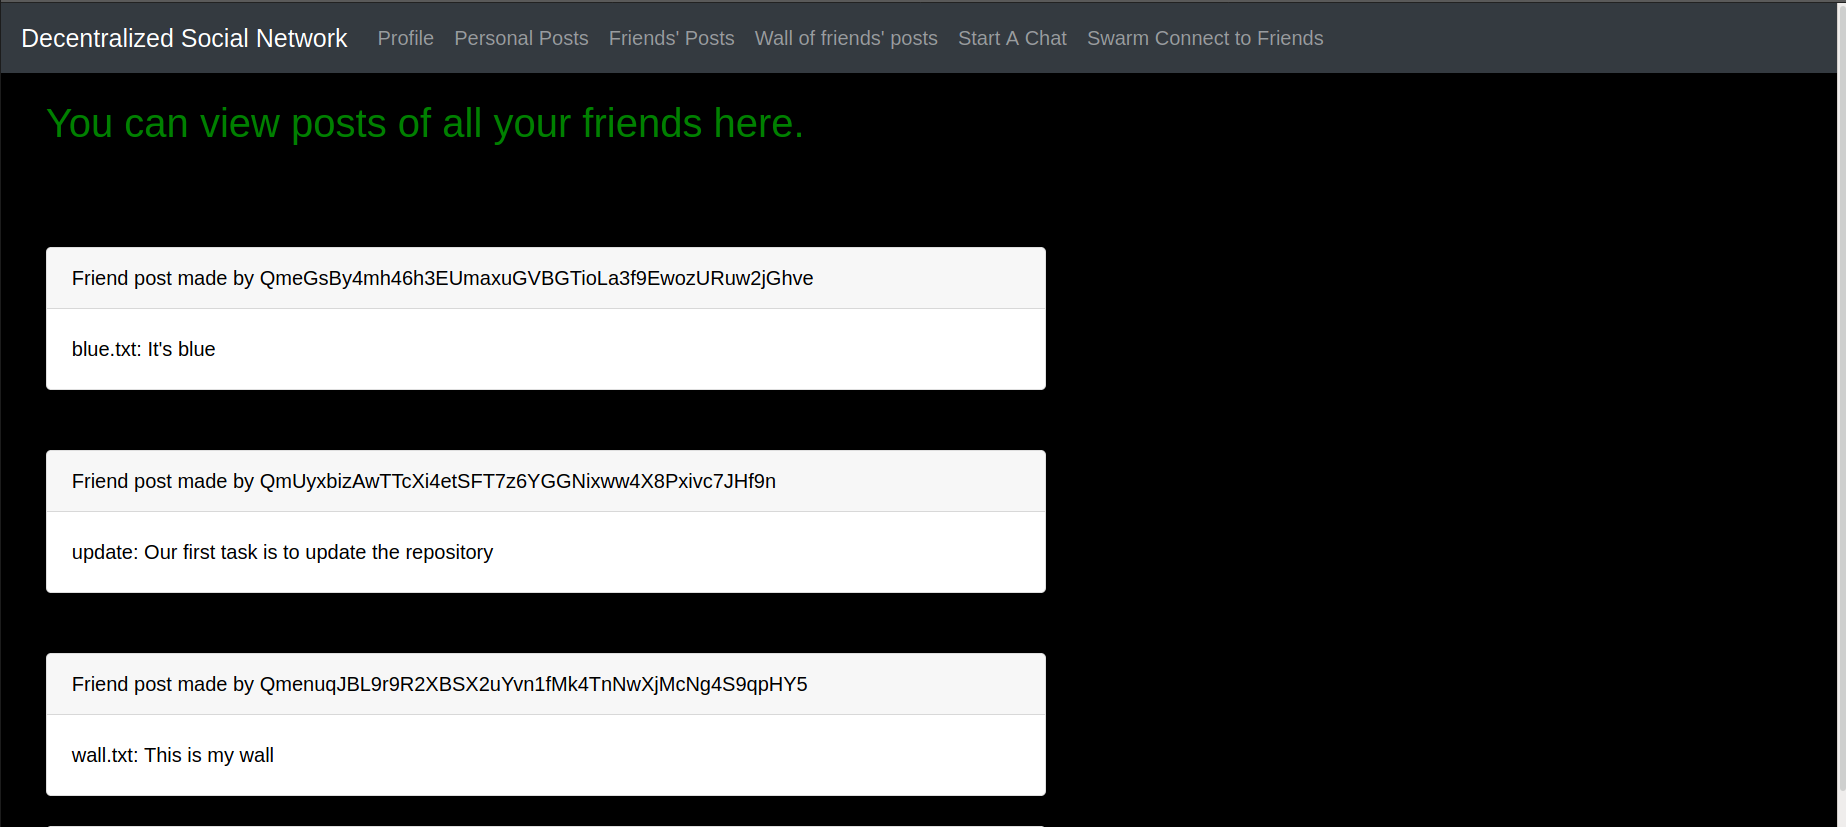 Decentralized Social Network Profile Personal Posts Friends' Posts Wall of friends' posts Start A Chat Swarm Connect to Friends
You can view posts of all your friends here.
Friend post made by QmeGsBy4mh46h3EUmaxuGVBGTioLa3f9EwozURuw2jGhve
blue.txt: It's blue
Friend post made by QmUyxbizAwTTcXi4etSFT7z6YGGNixww4X8Pxivc7JHf9n
update: Our first task is to update the repository
Friend post made by QmenuqJBL9r9R2XBSX2uYvn1fMk4TnNwXjMcNg4S9qpHY5
wall.txt: This is my wall